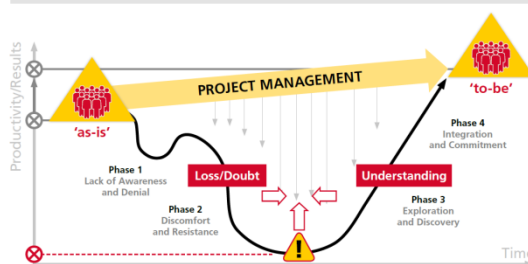 Productivity/Results
PROJECT MANAGEMENT
'as-is'
'to-be'
Phase 1
Lack of Awareness
and Denial
Loss/Doubt
Phase 2
Discomfort
and Resistance
!
Understanding
Phase 3
Exploration
and Discovery
Phase 4
Integration
and Commitment
Time